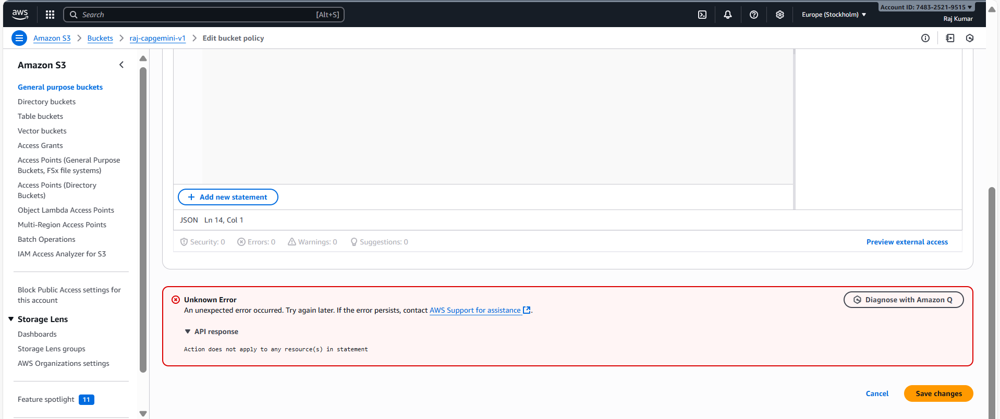 aws
Search
[Alt+S]
Europe (Stockholm)
Account ID: 7483-2521-9515
Raj Kumar
Amazon S3
Buckets
raj-capgemini-v1
Edit bucket policy
Amazon S3
General purpose buckets
Directory buckets
Table buckets
Vector buckets
Access Grants
Access Points (General Purpose
Buckets, FSx file systems)
Access Points (Directory
Buckets)
Object Lambda Access Points
Multi-Region Access Points
Batch Operations
IAM Access Analyzer for S3
Block Public Access settings for
this account
Storage Lens
Dashboards
Storage Lens groups
AWS Organizations settings
Feature spotlight 11
+ Add new statement
JSON Ln 14, Col 1
Security: 0 Errors: 0 Warnings: 0 Suggestions: 0
Preview external access
Unknown Error
An unexpected error occurred. Try again later. If the error persists, contact AWS Support for assistance.
Diagnose with Amazon Q
API response
Action does not apply to any resource(s) in statement
Cancel
Save changes